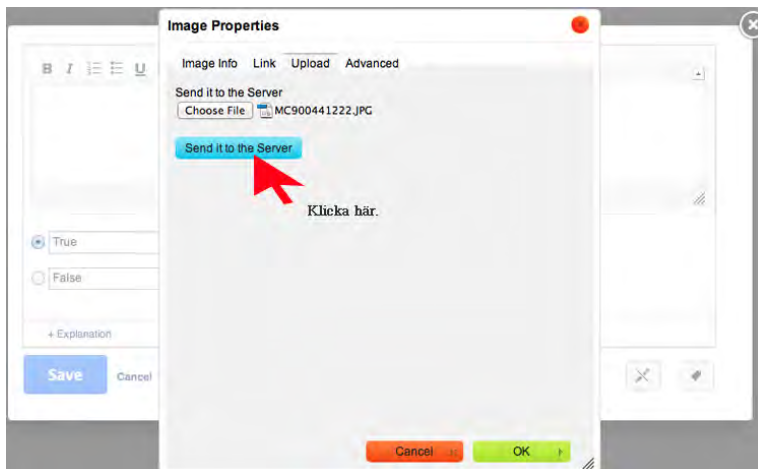 Image Properties
B I U
Image Info Link Upload Advanced
Send it to the Server
Choose File MC900441222.JPG
Send it to the Server
Klicka här.
True
False
+ Explanation
Save Cancel
Cancel OK